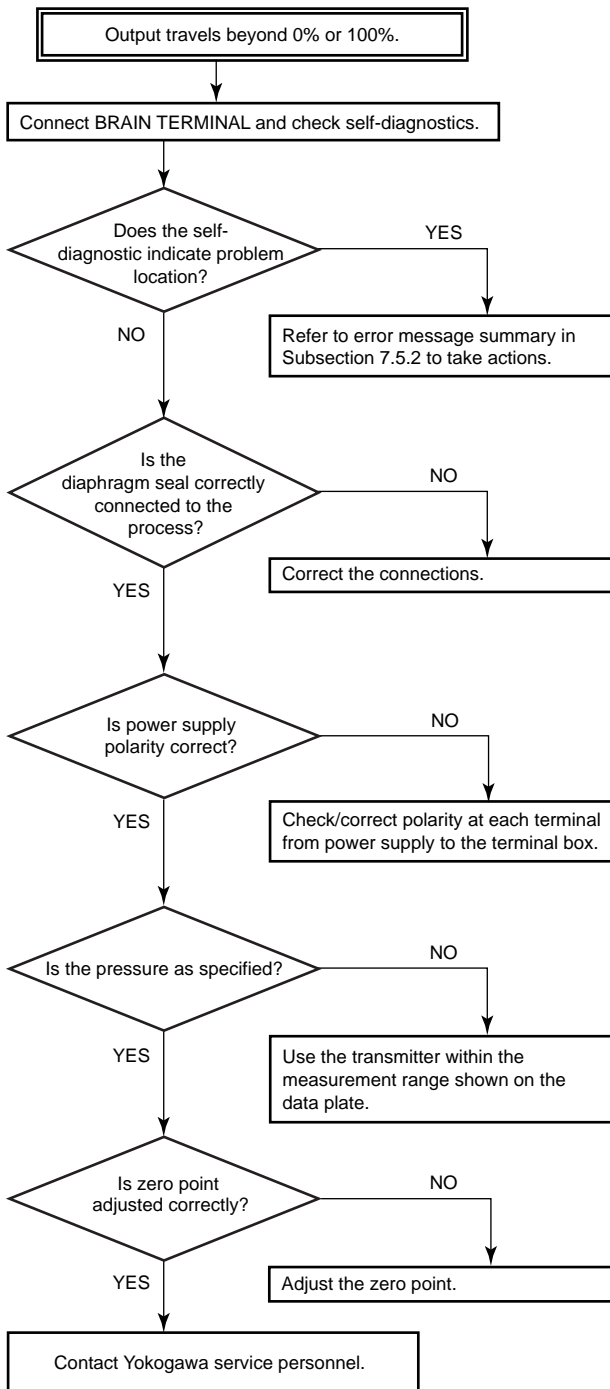 Output travels beyond 0% or 100%.
Connect BRAIN TERMINAL and check self-diagnostics.
Does the self-
diagnostic indicate problem
location?
YES
NO
Refer to error message summary in
Subsection 7.5.2 to take actions.
Is the
diaphragm seal correctly
connected to the
process?
NO
YES
Correct the connections.
Is power supply
polarity correct?
NO
YES
Check/correct polarity at each terminal
from power supply to the terminal box.
Is the pressure as specified?
NO
YES
Use the transmitter within the
measurement range shown on the
data plate.
Is zero point
adjusted correctly?
NO
YES
Adjust the zero point.
Contact Yokogawa service personnel.